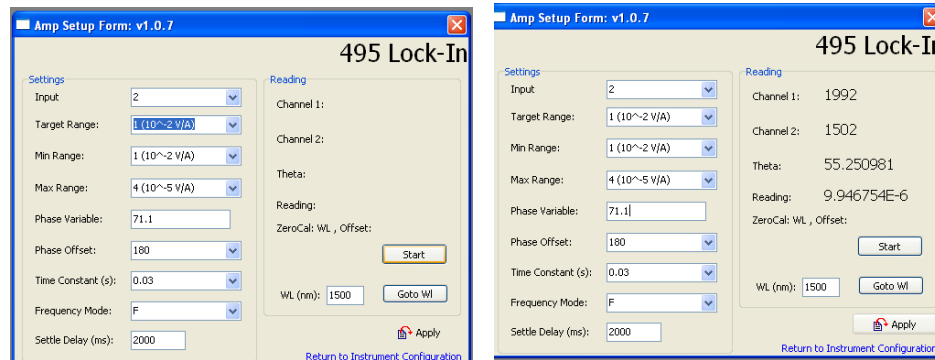 Amp Setup Form: v1.0.7
495 Lock-In
Settings
Input 2
Target Range: 1 (10^-2 V/A)
Min Range: 1 (10^-2 V/A)
Max Range: 4 (10^-5 V/A)
Phase Variable: 71.1
Phase Offset: 180
Time Constant (s): 0.03
Frequency Mode: F
Settle Delay (ms): 2000
Reading
Channel 1:
Channel 2:
Theta:
Reading:
ZeroCal: WL , Offset:
Start
WL (nm): 1500 Goto Wl
Apply
Return to Instrument Configuration
Amp Setup Form: v1.0.7
495 Lock-I
Settings
Input 2
Target Range: 1 (10^-2 V/A)
Min Range: 1 (10^-2 V/A)
Max Range: 4 (10^-5 V/A)
Phase Variable: 71.1
Phase Offset: 180
Time Constant (s): 0.03
Frequency Mode: F
Settle Delay (ms): 2000
Reading
Channel 1: 1992
Channel 2: 1502
Theta: 55.250981
Reading: 9.946754E-6
ZeroCal: WL , Offset:
Start
WL (nm): 1500 Goto Wl
Apply
Return to Instrument Configuration